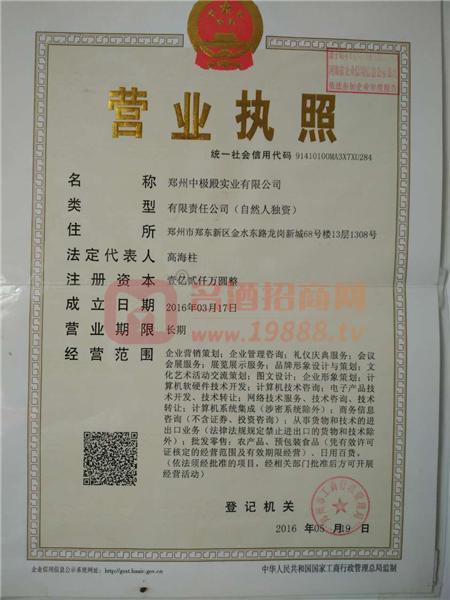 营业执照
统一社会信用代码 91410100MA3X7XU284
名称 郑州中极殿实业有限公司
类型 有限责任公司（自然人独资）
住所 郑州市郑东新区金水东路龙岗新城68号楼13层1308号
法定代表人 高海柱
注册资本 壹亿贰仟万圆整
成立日期 2016年03月17日
营业期限 长期
经营范围 企业营销策划；企业管理咨询；礼仪庆典服务；会议
会展服务；展览展示服务；品牌形象设计与策划；文
化艺术活动交流策划；图文设计；企业形象策划；计
算机软硬件技术开发；计算机技术咨询；电子产品技
术开发、技术转让；网络技术服务、技术咨询、技术
转让；计算机系统集成（涉密系统除外）；商务信息
咨询（不含证券、投资咨询）；从事货物和技术的进
出口业务（法律法规规定禁止进出口的货物和技术除
外）；批发零售：农产品、预包装食品（凭有效许可
证核定的经营范围及有效期限经营）、日用百货。
（依法须经批准的项目，经相关部门批准后方可开展
经营活动）
名酒招商网
www.19888.tv
登记机关
2016年05月19日
企业信用信息公示系统网址：http://gsxt.haaic.gov.cn
中华人民共和国国家工商行政管理总局监制